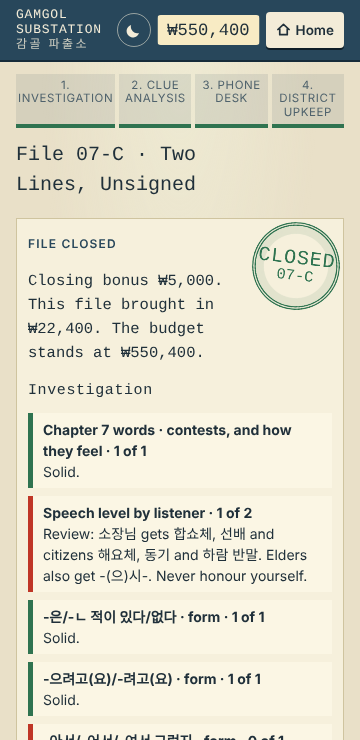 GAMGOL
SUBSTATION
감골 파출소
₩550,400
Home
1. INVESTIGATION
2. CLUE ANALYSIS
3. PHONE DESK
4. DISTRICT UPKEEP
File 07-C · Two
Lines, Unsigned
FILE CLOSED
CLOSED
07-C
Closing bonus ₩5,000.
This file brought in
₩22,400. The budget
stands at ₩550,400.
Investigation
Chapter 7 words · contests, and how
they feel · 1 of 1
Solid.
Speech level by listener · 1 of 2
Review: 소장님 gets 합쇼체, 선배 and
citizens 해요체, 동기 and 하람 반말. Elders
also get -(으)시-. Never honour yourself.
-은/-ㄴ 적이 있다/없다 · form · 1 of 1
Solid.
-으려고(요)/-려고(요) · form · 1 of 1
Solid.